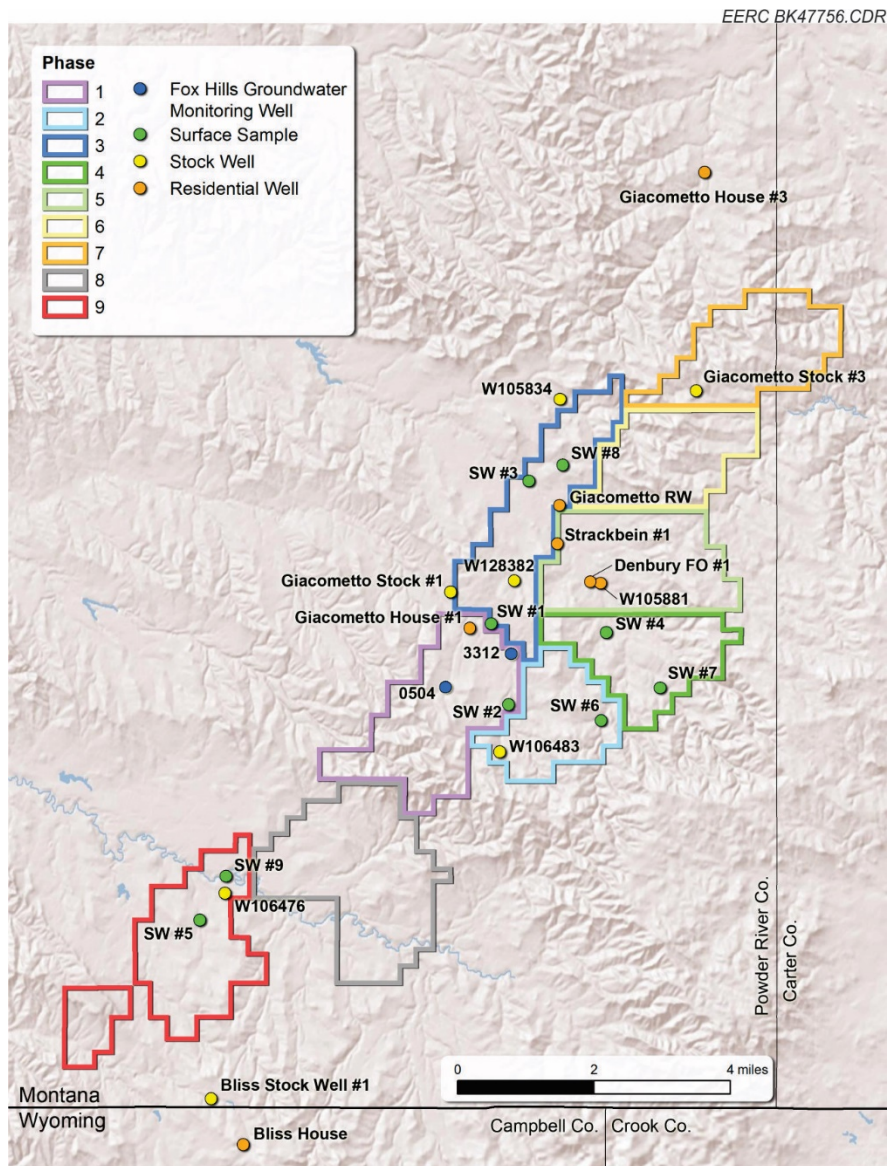 EERC BK47756.CDR
Phase
1
2
3
4
5
6
7
8
9
Fox Hills Groundwater
Monitoring Well
Surface Sample
Stock Well
Residential Well
Giacometto House #3
Giacometto Stock #3
W105834
SW #8
SW #3
Giacometto RW
Strackbein #1
W128382
Denbury FO #1
Giacometto Stock #1
W105881
Giacometto House #1
SW #1
SW #4
3312
0504
SW #7
SW #2
SW #6
W106483
SW #9
W106476
SW #5
Powder River Co.
Carter Co.
0 2 4 miles
Bliss Stock Well #1
Montana
Wyoming
Campbell Co.
Crook Co.
Bliss House